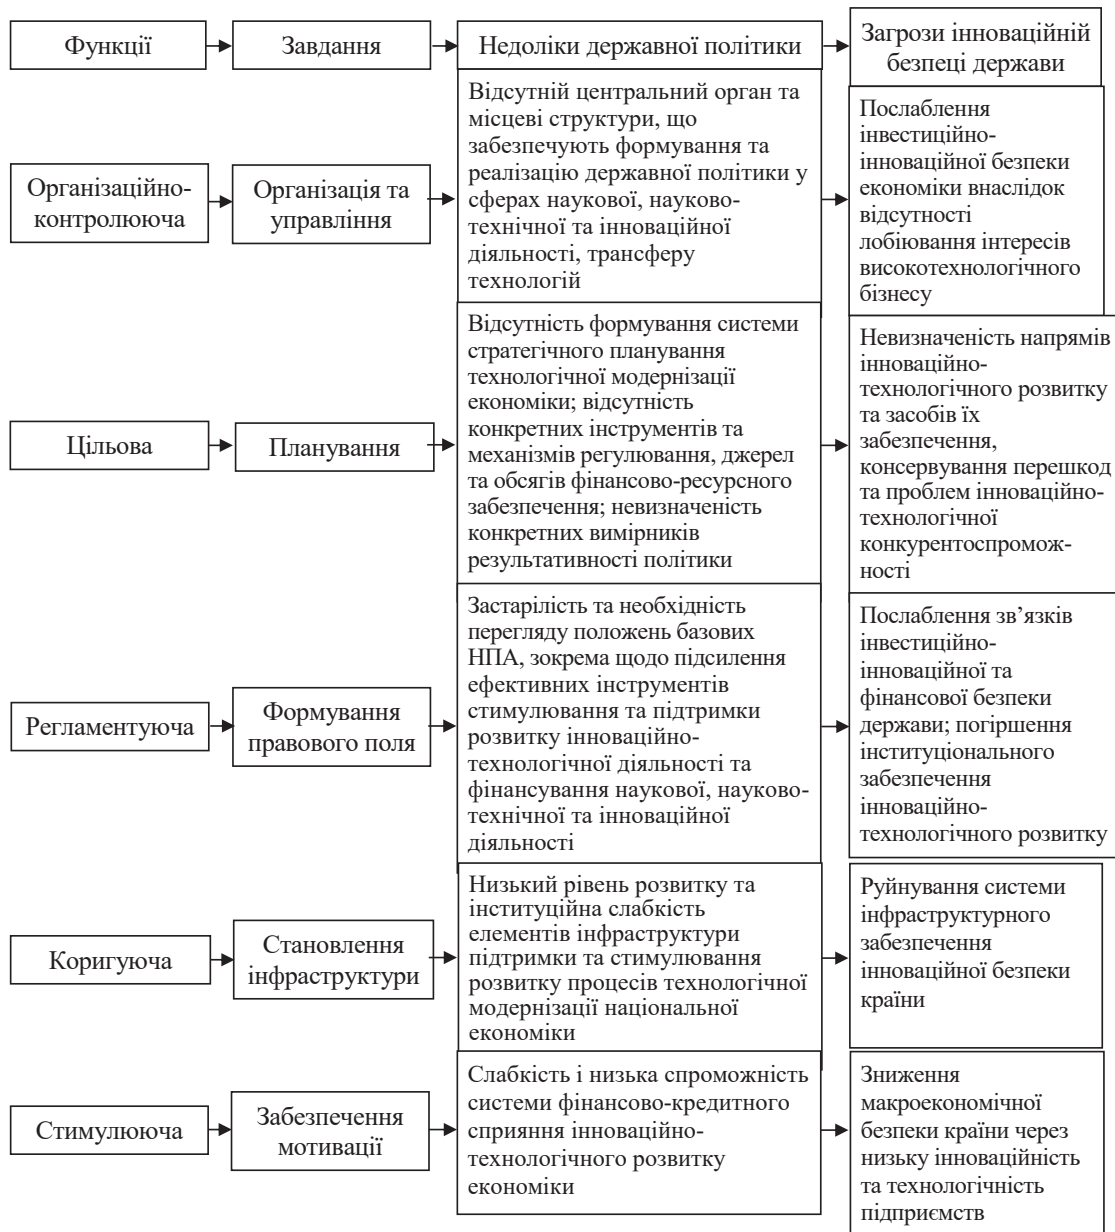 Функції
Завдання
Недоліки державної політики
Загрози інноваційній
безпеці держави
Організаційно-
контролююча
Організація та
управління
Відсутній центральний орган та
місцеві структури, що
забезпечують формування та
реалізацію державної політики у
сферах наукової, науково-
технічної та інноваційної
діяльності, трансферу
технологій
Послаблення
інвестиційно-
інноваційної безпеки
економіки внаслідок
відсутності
лобіювання інтересів
високотехнологічного
бізнесу
Цільова
Планування
Відсутність формування системи
стратегічного планування
технологічної модернізації
економіки; відсутність
конкретних інструментів та
механізмів регулювання, джерел
та обсягів фінансово-ресурсного
забезпечення; невизначеність
конкретних вимірників
результативності політики
Невизначеність напрямів
інноваційно-
технологічного розвитку
та засобів їх
забезпечення,
консервування перешкод
та проблем інноваційно-
технологічної
конкурентоспромож-
ності
Регламентуюча
Формування
правового поля
Застарілість та необхідність
перегляду положень базових
НПА, зокрема щодо підсилення
ефективних інструментів
стимулювання та підтримки
розвитку інноваційно-
технологічної діяльності та
фінансування наукової, науково-
технічної та інноваційної
діяльності
Послаблення зв’язків
інвестиційно-
інноваційної та
фінансової безпеки
держави; погіршення
інституціонального
забезпечення
інноваційно-
технологічного розвитку
Коригуюча
Становлення
інфраструктури
Низький рівень розвитку та
інституційна слабкість
елементів інфраструктури
підтримки та стимулювання
розвитку процесів технологічної
модернізації національної
економіки
Руйнування системи
інфраструктурного
забезпечення
інноваційної безпеки
країни
Стимулююча
Забезпечення
мотивації
Слабкість і низька спроможність
системи фінансово-кредитного
сприяння інноваційно-
технологічного розвитку
економіки
Зниження
макроекономічної
безпеки країни через
низьку інноваційність
та технологічність
підприємств